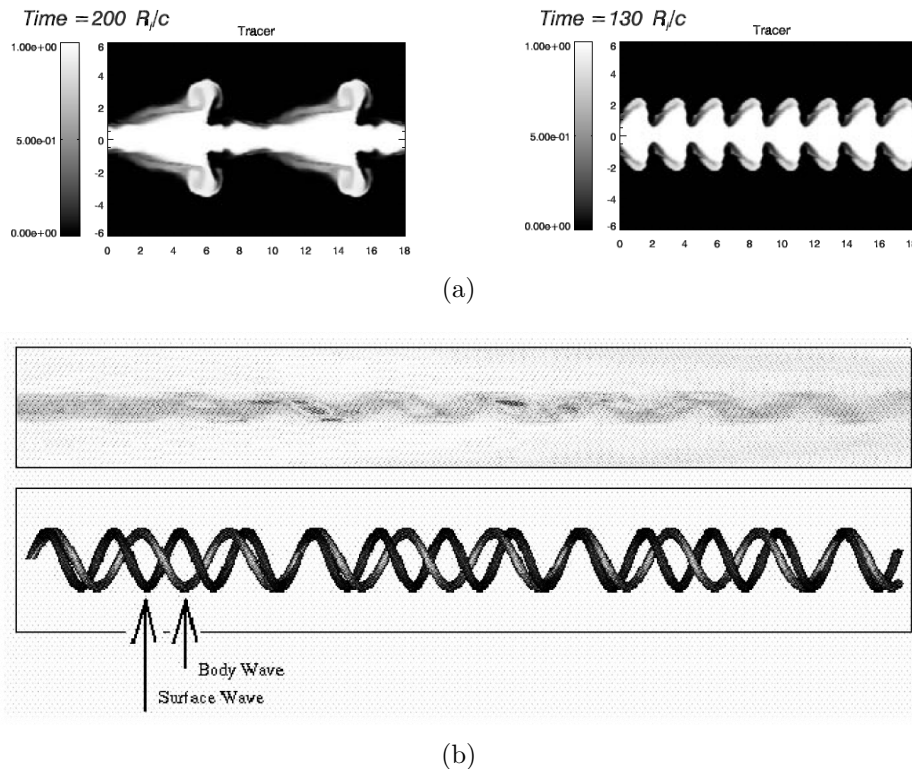 Time =200 R_j/c
Tracer
1.00e+00
5.00e-01
0.00e+00
6
4
2
0
-2
-4
-6
0 2 4 6 8 10 12 14 16 18
Time =130 R_j/c
Tracer
1.00e+00
5.00e-01
0.00e+00
6
4
2
0
-2
-4
-6
0 2 4 6 8 10 12 14 16 18
(a)
Body Wave
Surface Wave
(b)